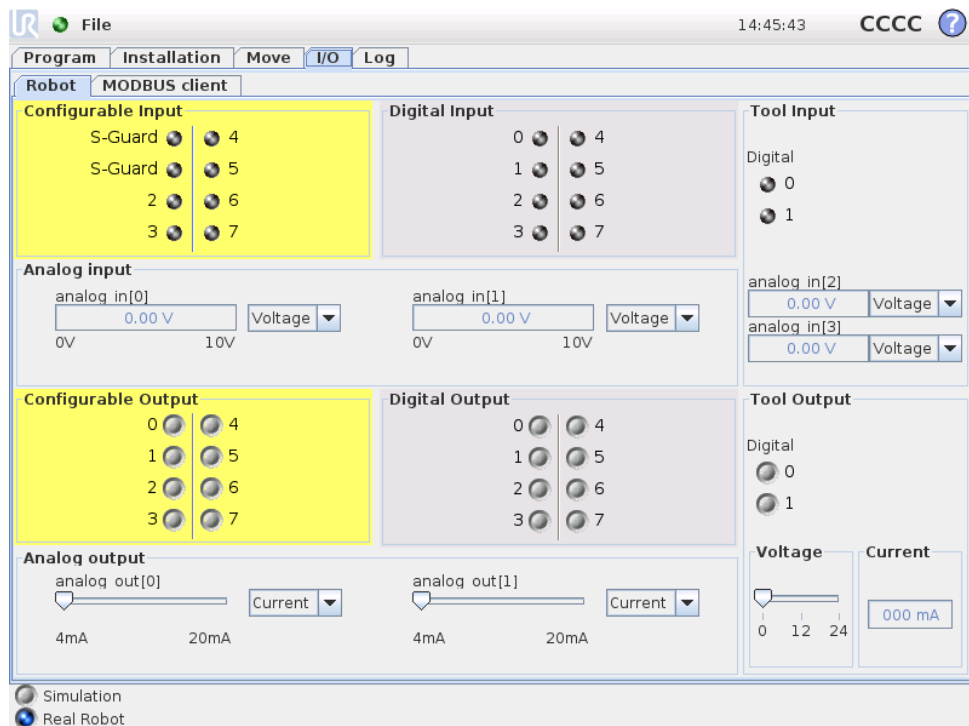 UR File 14:45:43 CCCC ?
Program Installation Move I/O Log
Robot MODBUS client
Configurable Input
S-Guard 4
S-Guard 5
2 6
3 7
Digital Input
0 4
1 5
2 6
3 7
Tool Input
Digital
0
1
analog in[2]
0.00 V Voltage
analog in[3]
0.00 V Voltage
Analog input
analog in[0]
0.00 V Voltage
0V 10V
analog in[1]
0.00 V Voltage
0V 10V
Configurable Output
0 4
1 5
2 6
3 7
Digital Output
0 4
1 5
2 6
3 7
Tool Output
Digital
0
1
Voltage
0 12 24
Current
000 mA
Analog output
analog out[0]
Current
4mA 20mA
analog out[1]
Current
4mA 20mA
Simulation
Real Robot